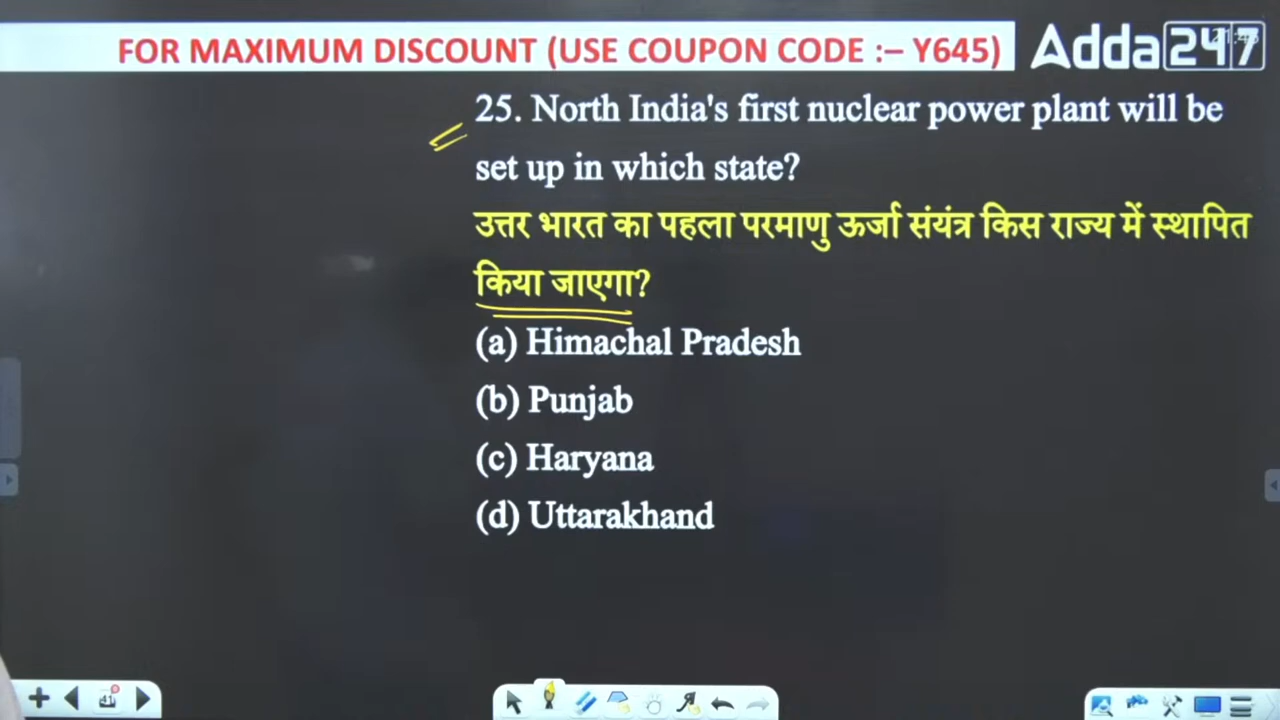 FOR MAXIMUM DISCOUNT (USE COUPON CODE :– Y645)
Adda247
25. North India's first nuclear power plant will be
set up in which state?
उत्तर भारत का पहला परमाणु ऊर्जा संयंत्र किस राज्य में स्थापित
किया जाएगा?
(a) Himachal Pradesh
(b) Punjab
(c) Haryana
(d) Uttarakhand
41